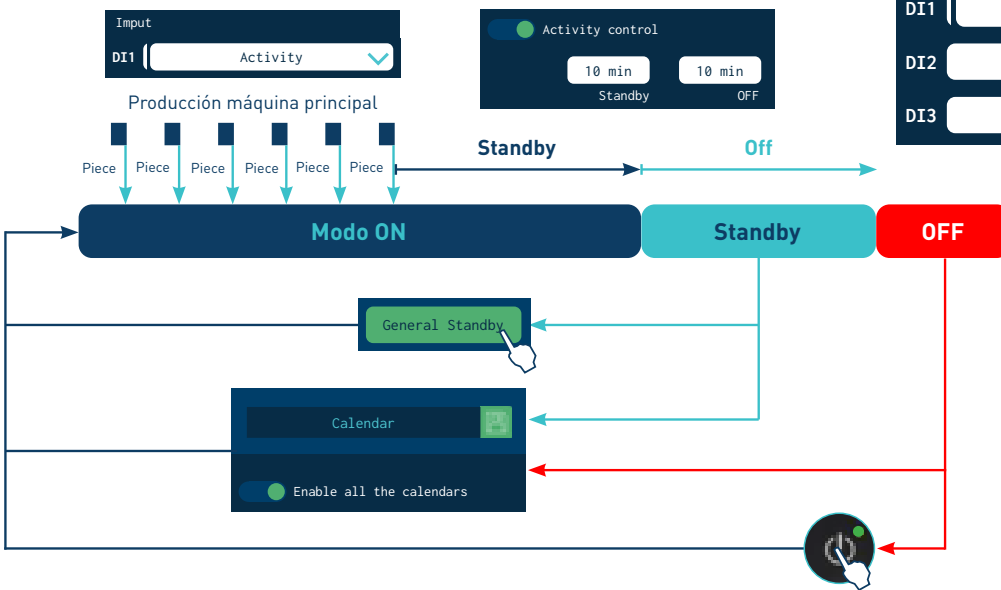 Imput
DI1
Activity
Activity control
10 min
10 min
Standby
OFF
DI1
DI2
DI3
Producción máquina principal
Piece
Piece
Piece
Piece
Piece
Piece
Standby
Off
Modo ON
Standby
OFF
General Standby
Calendar
Enable all the calendars